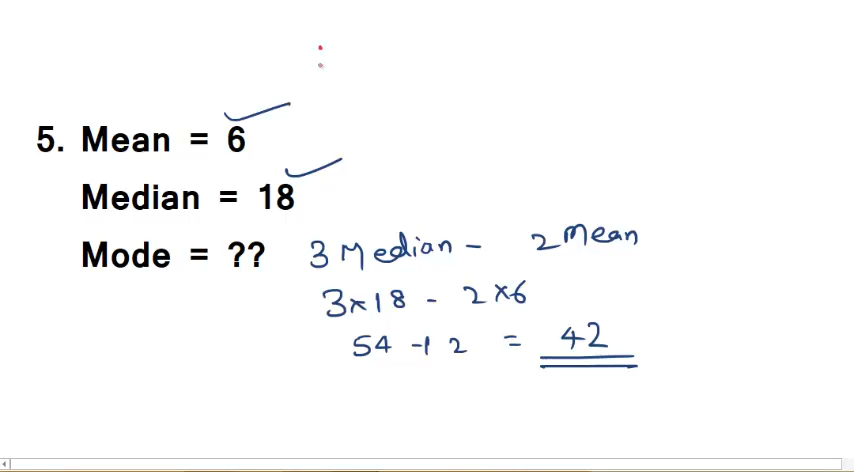 5. Mean = 6
Median = 18
Mode = ?? 3 Median - 2 Mean
3×18 - 2×6
54 - 12 = 42